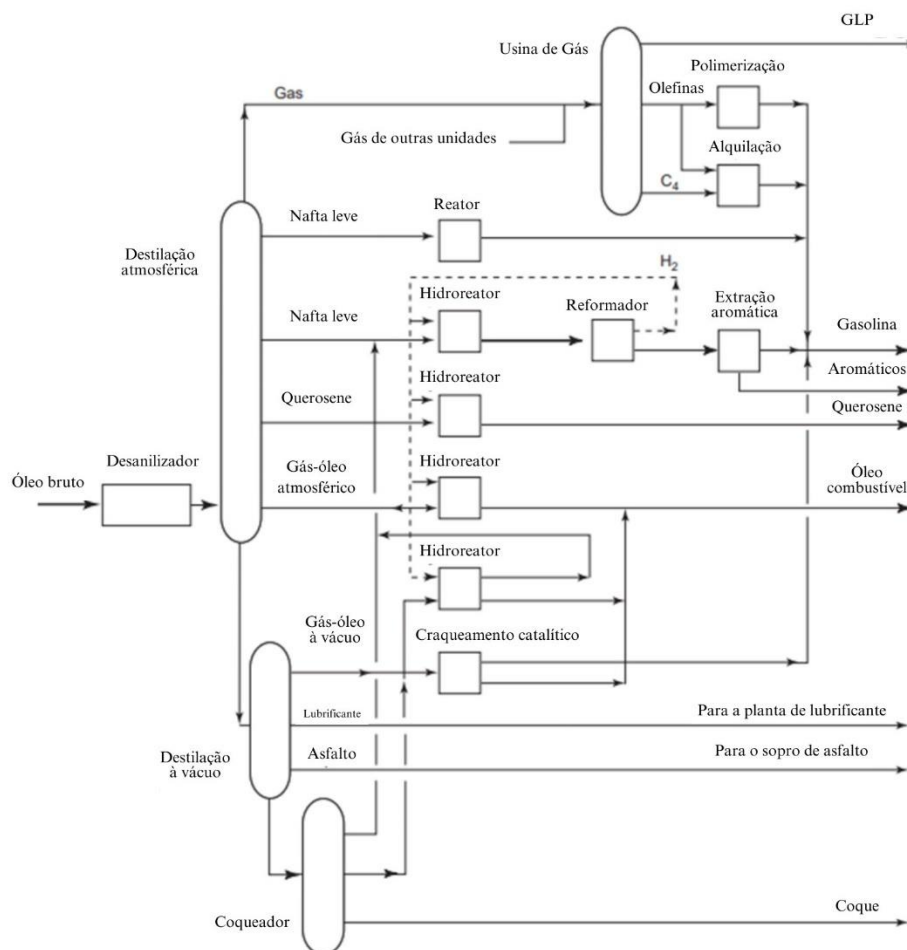 GLP
Usina de Gás
Polimerização
Olefinas
Gas
Gás de outras unidades
Alquilação
C4
Nafta leve
Reator
Destilação
atmosférica
H2
Hidroreator
Reformador
Extração
aromática
Nafta leve
Gasolina
Aromáticos
Hidroreator
Querosene
Querosene
Desanilizador
Óleo bruto
Gás-óleo
atmosférico
Hidroreator
Óleo
combustível
Hidroreator
Gás-óleo
à vácuo
Craqueamento catalítico
Lubrificante
Para a planta de lubrificante
Destilação
à vácuo
Asfalto
Para o sopro de asfalto
Coqueador
Coque